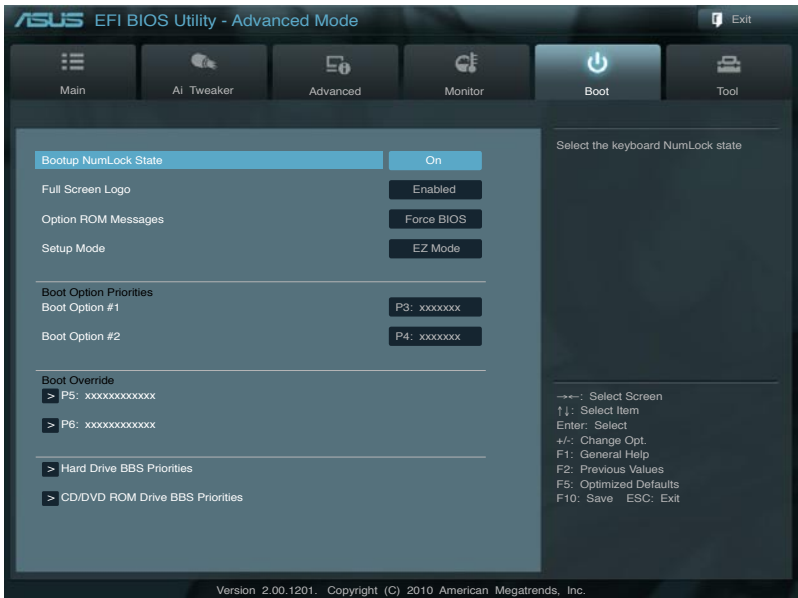 ASUS EFI BIOS Utility - Advanced Mode
Exit
Main Ai Tweaker Advanced Monitor Boot Tool
Bootup NumLock State On
Full Screen Logo Enabled
Option ROM Messages Force BIOS
Setup Mode EZ Mode
Boot Option Priorities
Boot Option #1 P3: xxxxxxx
Boot Option #2 P4: xxxxxxx
Boot Override
> P5: xxxxxxxxxxxx
> P6: xxxxxxxxxxxx
> Hard Drive BBS Priorities
> CD/DVD ROM Drive BBS Priorities
Select the keyboard NumLock state
→←: Select Screen
↑↓: Select Item
Enter: Select
+/-: Change Opt.
F1: General Help
F2: Previous Values
F5: Optimized Defaults
F10: Save ESC: Exit
Version 2.00.1201. Copyright (C) 2010 American Megatrends, Inc.